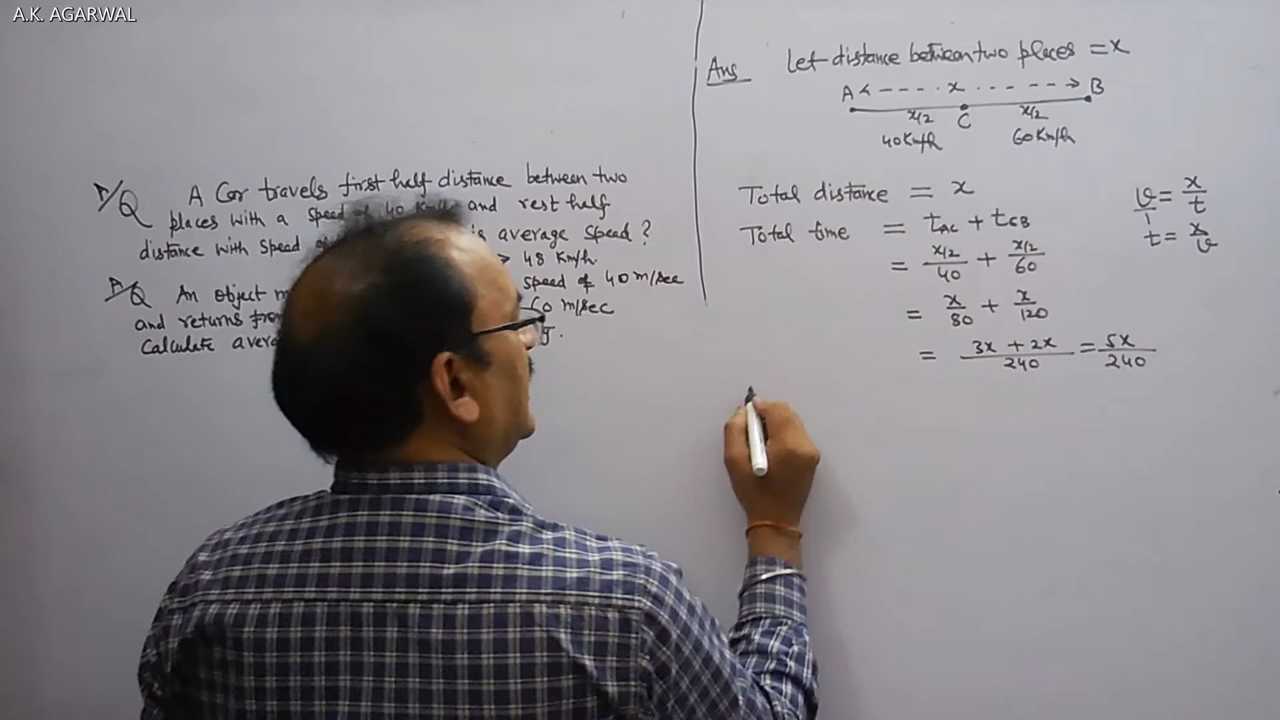 A.K. AGARWAL
A/Q A Car travels first half distance between two
places with a speed of 40 Km/h and rest half
distance with speed is average speed?
> 48 Km/h.
A/Q An object speed of 40 m/sec
and returns from 60 m/sec
Calculate
Ans Let distance between two places = x
A <----x----> B
x/2 C x/2
40 Km/h 60 Km/h
Total distance = x
Total time = tAC + tCB
= x/2/40 + x/2/60
= x/80 + x/120
= 3x + 2x/240 = 5x/240
v/1 = x/t
t = x/v